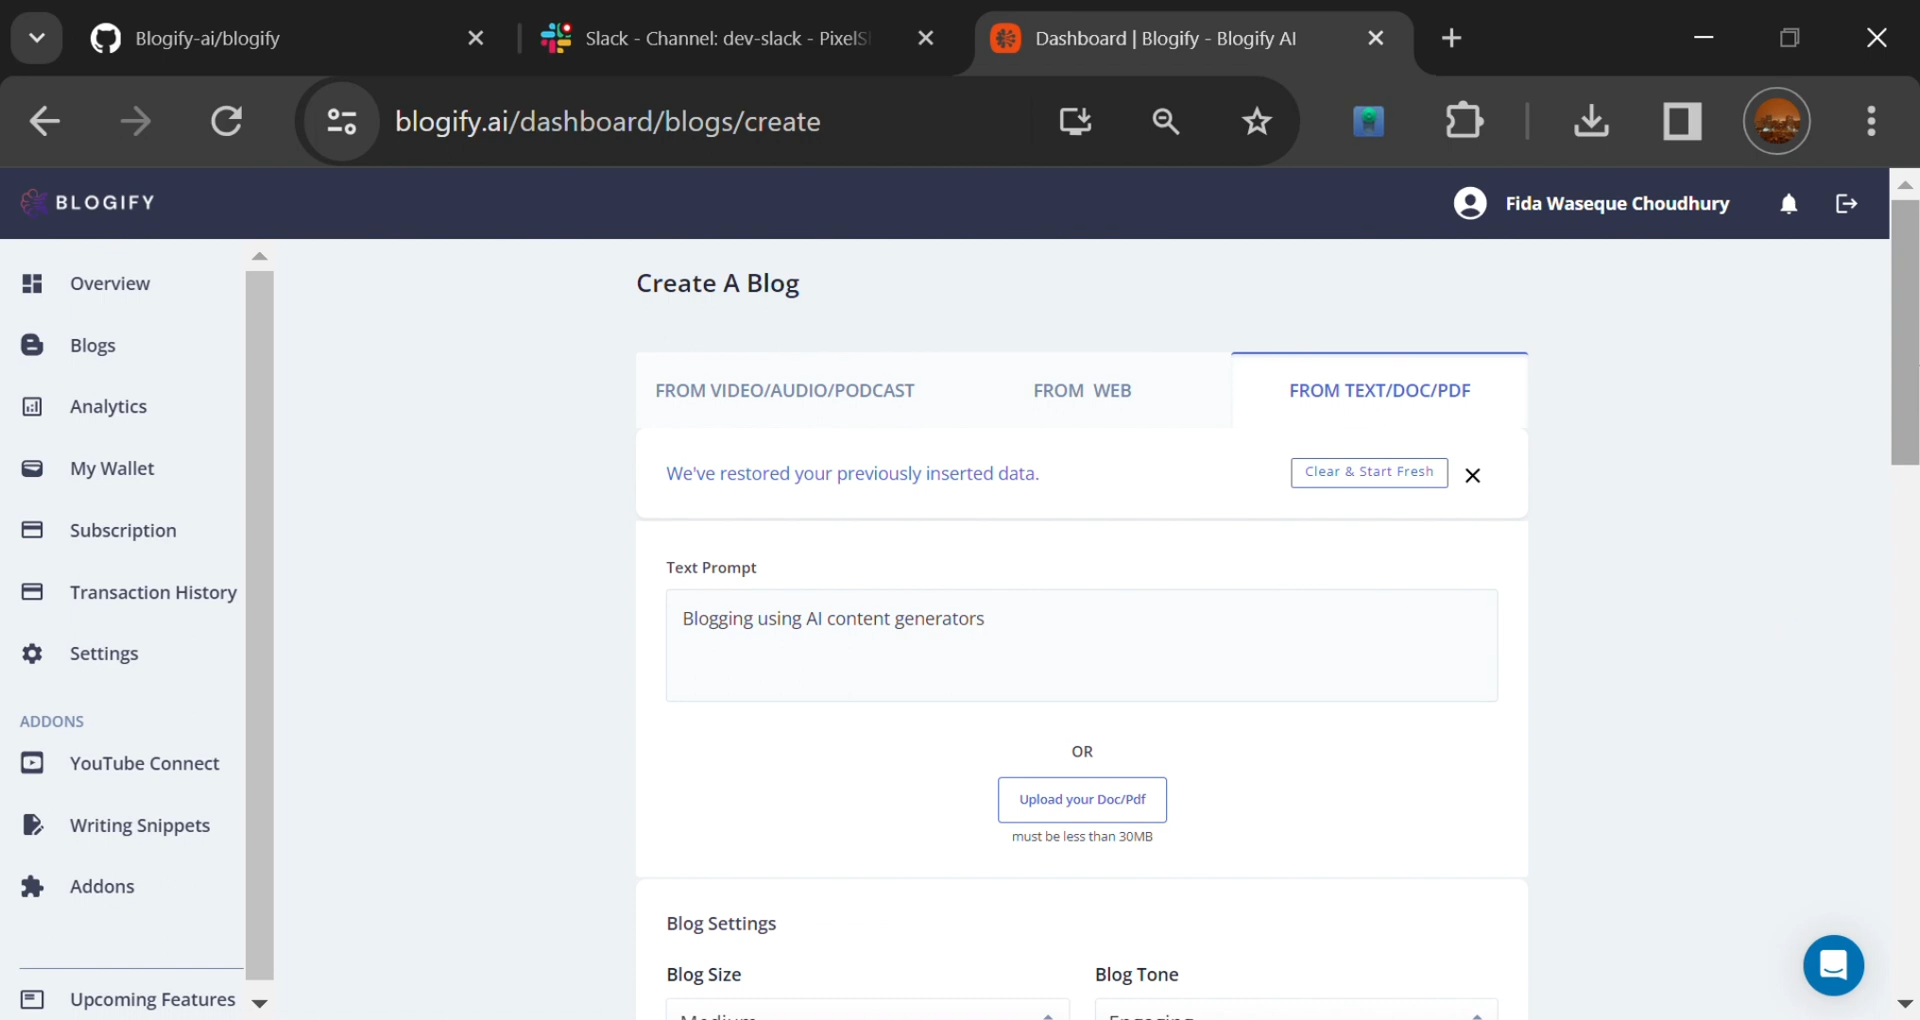 Blogify-ai/blogify
Slack - Channel: dev-slack - PixelS
Dashboard | Blogify - Blogify AI
blogify.ai/dashboard/blogs/create
BLOGIFY
Fida Waseque Choudhury
Overview
Blogs
Analytics
My Wallet
Subscription
Transaction History
Settings
ADDONS
YouTube Connect
Writing Snippets
Addons
Upcoming Features
Create A Blog
FROM VIDEO/AUDIO/PODCAST
FROM WEB
FROM TEXT/DOC/PDF
We've restored your previously inserted data.
Clear & Start Fresh
Text Prompt
Blogging using AI content generators
OR
Upload your Doc/Pdf
must be less than 30MB
Blog Settings
Blog Size
Blog Tone
Medium
Engaging